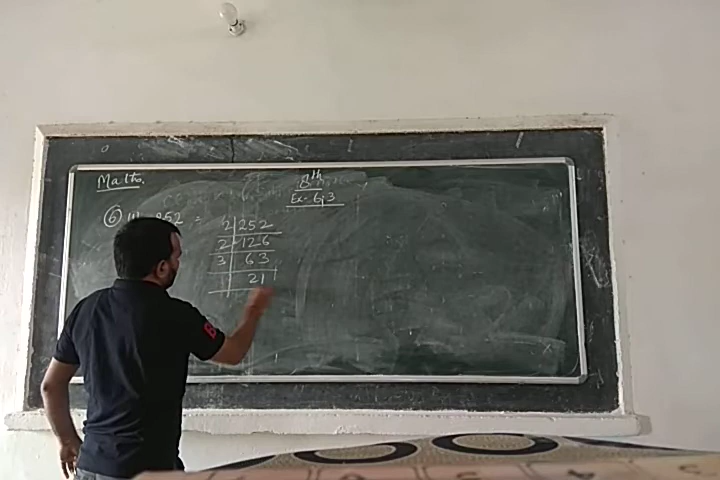 Maths.
8th
Ex- 6.3
6 252 =
2 252
2 126
3 63
21